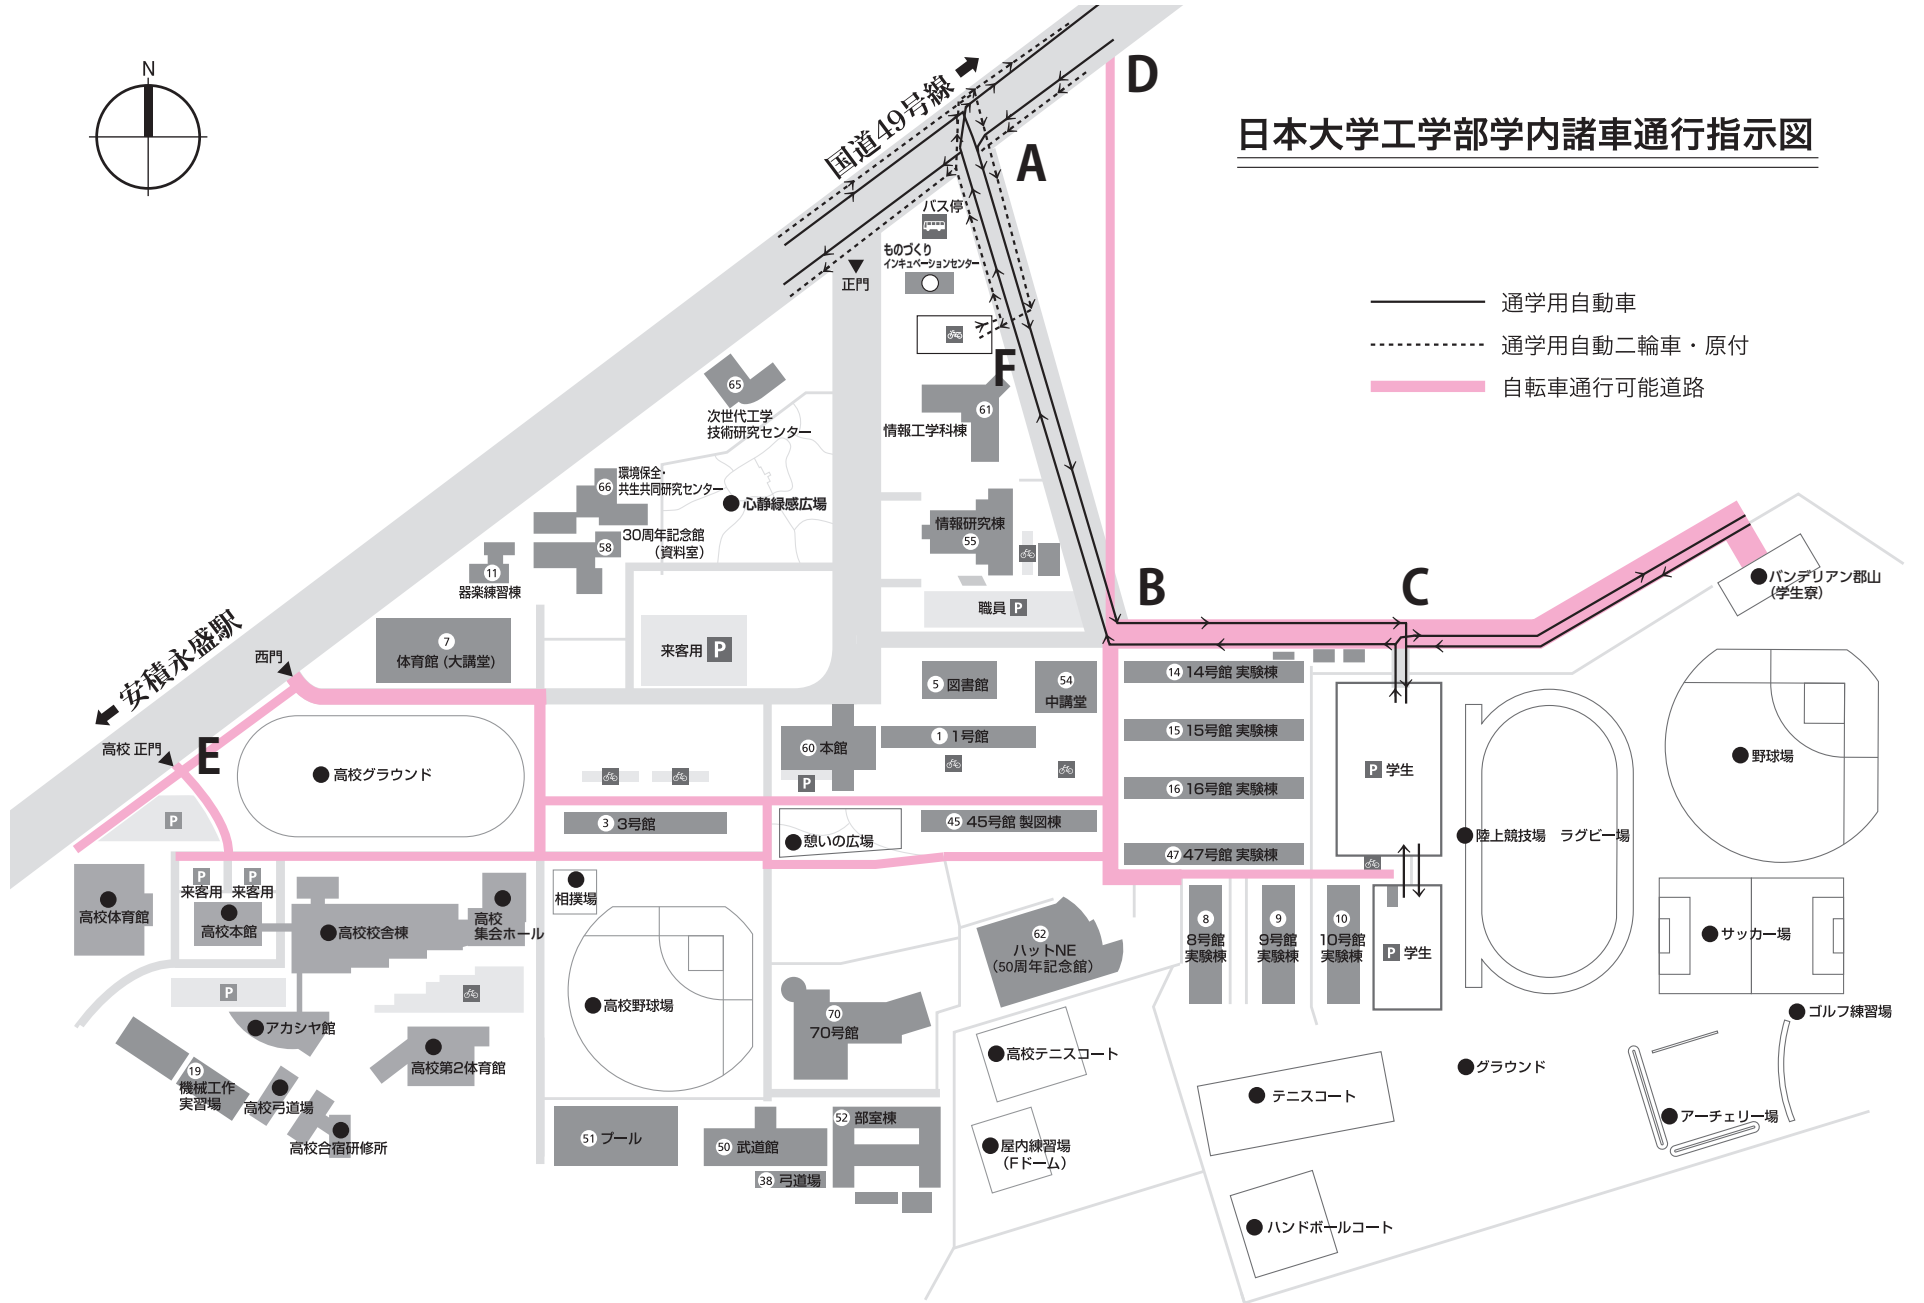 N
日本大学工学部学内諸車通行指示図
国道49号線
D
A
バス停
ものづくり
インキュベーションセンター
正門
通学用自動車
通学用自動二輪車・原付
自転車通行可能道路
F
65
次世代工学
技術研究センター
61
情報工学科棟
66
環境保全・
共生共同研究センター
心静緑感広場
情報研究棟
55
58
30周年記念館
(資料室)
11
器楽練習棟
B
C
バンデリアン郡山
(学生寮)
職員 P
安積永盛駅
西門
7
体育館 (大講堂)
来客用 P
5 図書館
54
中講堂
14 14号館 実験棟
15 15号館 実験棟
16 16号館 実験棟
47 47号館 実験棟
高校 正門
E
高校グラウンド
60 本館
P
1 1号館
P 学生
野球場
3 3号館
憩いの広場
45 45号館 製図棟
陸上競技場 ラグビー場
P
P
P
来客用
来客用
高校体育館
高校本館
高校校舎棟
高校
集会ホール
相撲場
62
ハットNE
(50周年記念館)
8
8号館
実験棟
9
9号館
実験棟
10
10号館
実験棟
P 学生
サッカー場
P
高校野球場
70
70号館
アカシヤ館
高校第2体育館
高校テニスコート
グラウンド
ゴルフ練習場
19
機械工作
実習場
高校弓道場
高校合宿研修所
テニスコート
アーチェリー場
51 プール
50 武道館
52 部室棟
38 弓道場
屋内練習場
(Fドーム)
ハンドボールコート